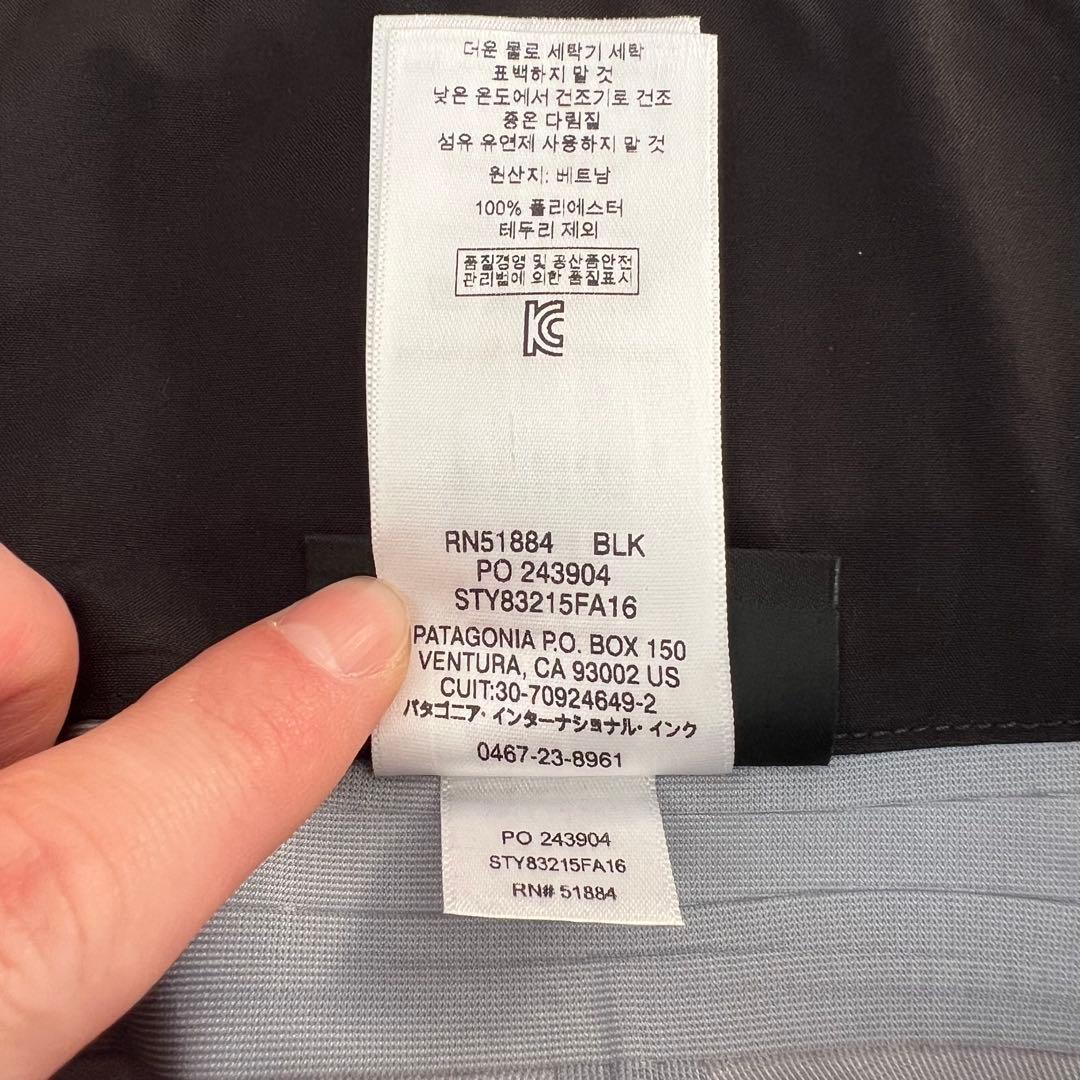 더운 물로 세탁기 세탁
표백하지 말 것
낮은 온도에서 건조기로 건조
중온 다림질
섬유 유연제 사용하지 말 것
원산지: 베트남
100% 폴리에스터
테두리 제외
품질경영 및 공산품안전
관리법에 의한 품질표시
KC
RN51884 BLK
PO 243904
STY83215FA16
PATAGONIA P.O. BOX 150
VENTURA, CA 93002 US
CUIT:30-70924649-2
パタゴニア・インターナショナル・インク
0467-23-8961
PO 243904
STY83215FA16
RN# 51884